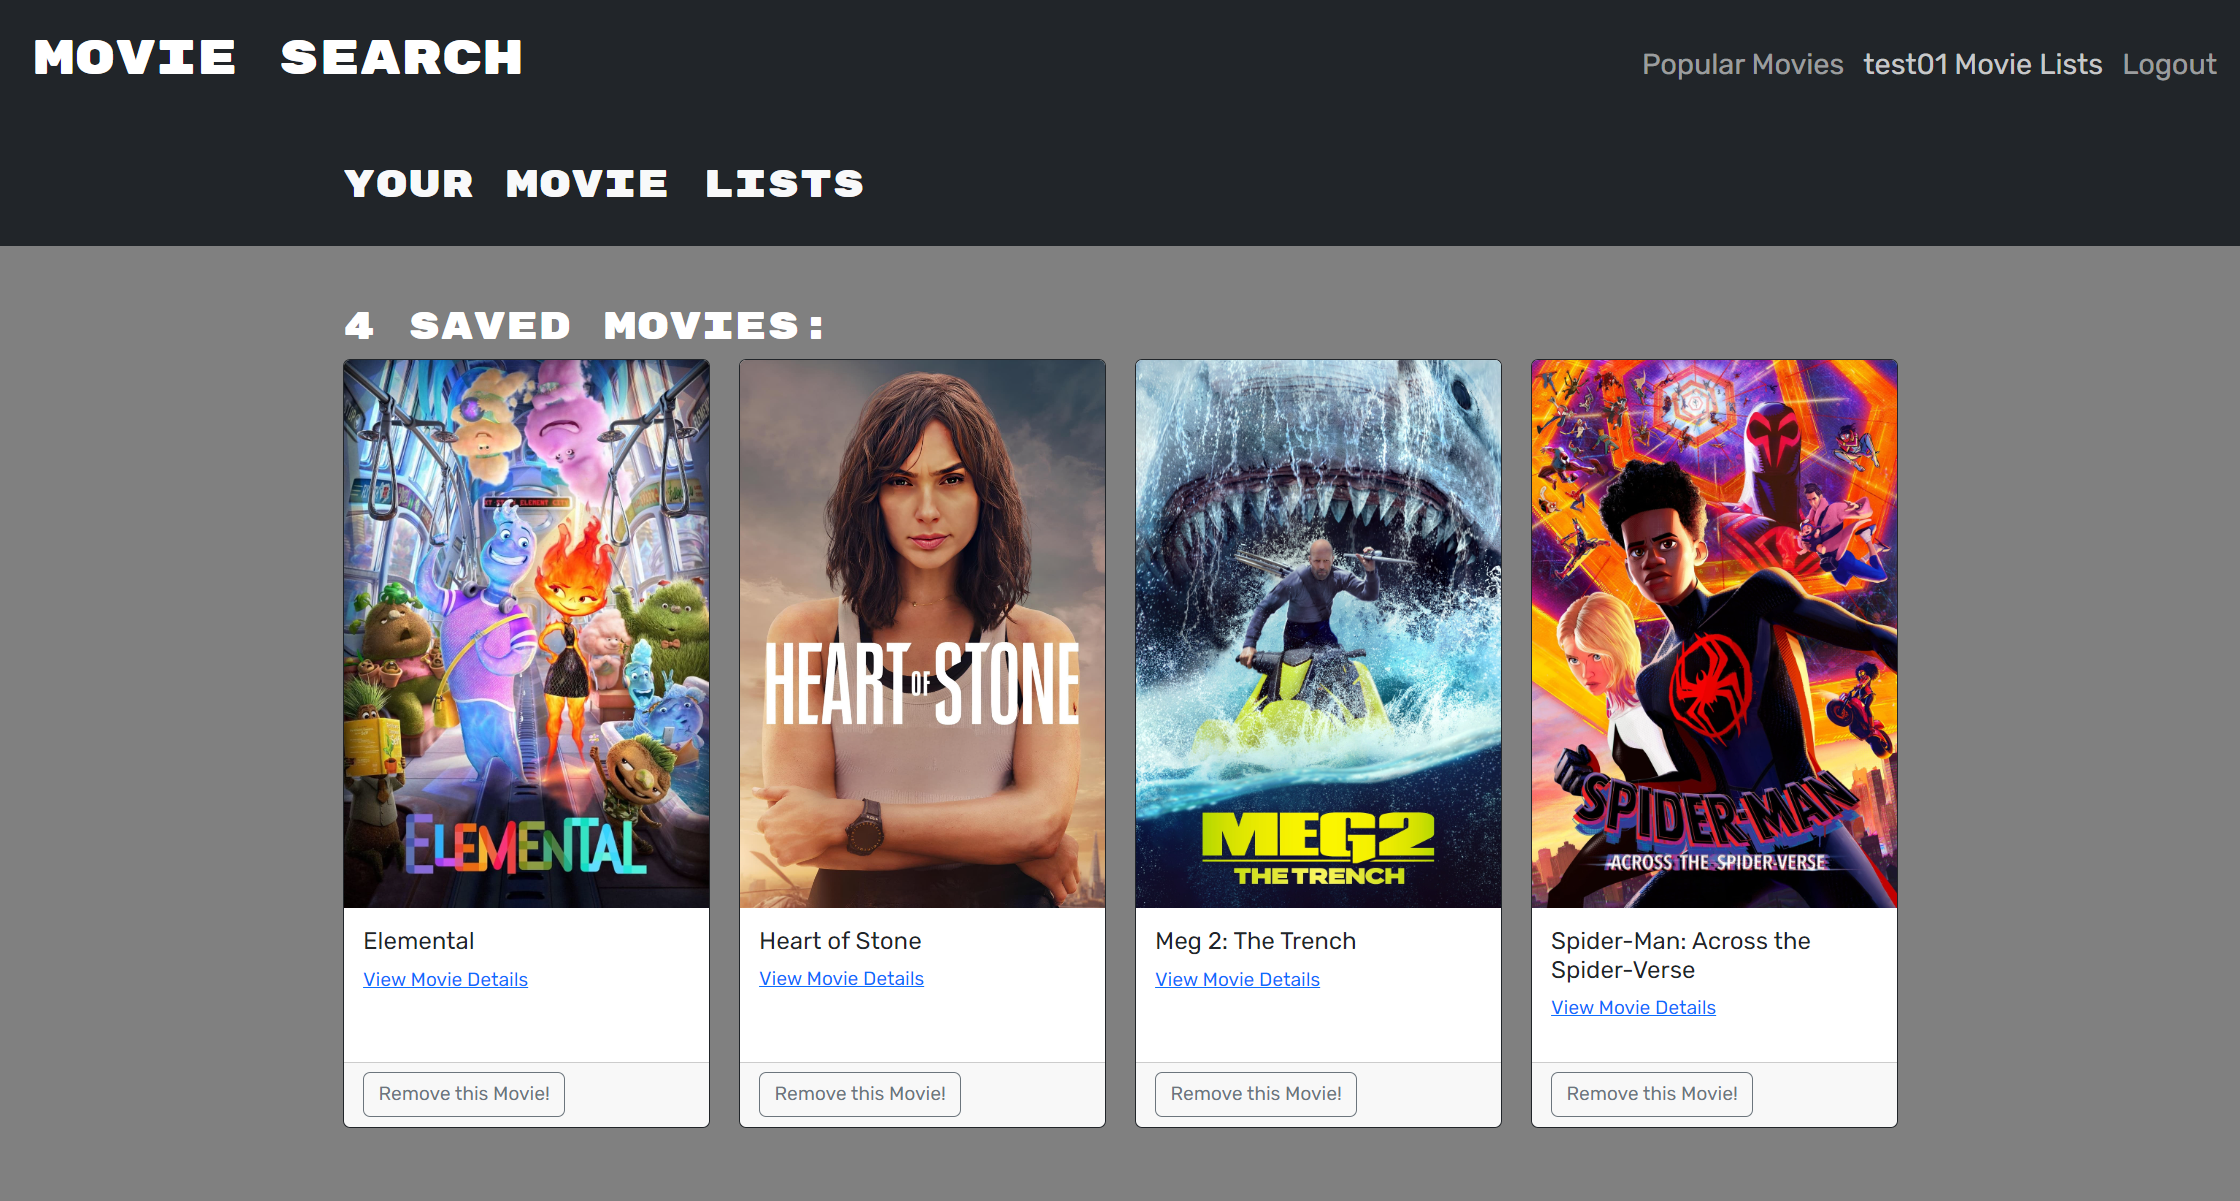 MOVIE SEARCH
Popular Movies test01 Movie Lists Logout
YOUR MOVIE LISTS
4 SAVED MOVIES:
ELEMENTAL
HEART OF STONE
MEG2
THE TRENCH
SPIDER-MAN
ACROSS THE SPIDER-VERSE
Elemental
View Movie Details
Remove this Movie!
Heart of Stone
View Movie Details
Remove this Movie!
Meg 2: The Trench
View Movie Details
Remove this Movie!
Spider-Man: Across the
Spider-Verse
View Movie Details
Remove this Movie!